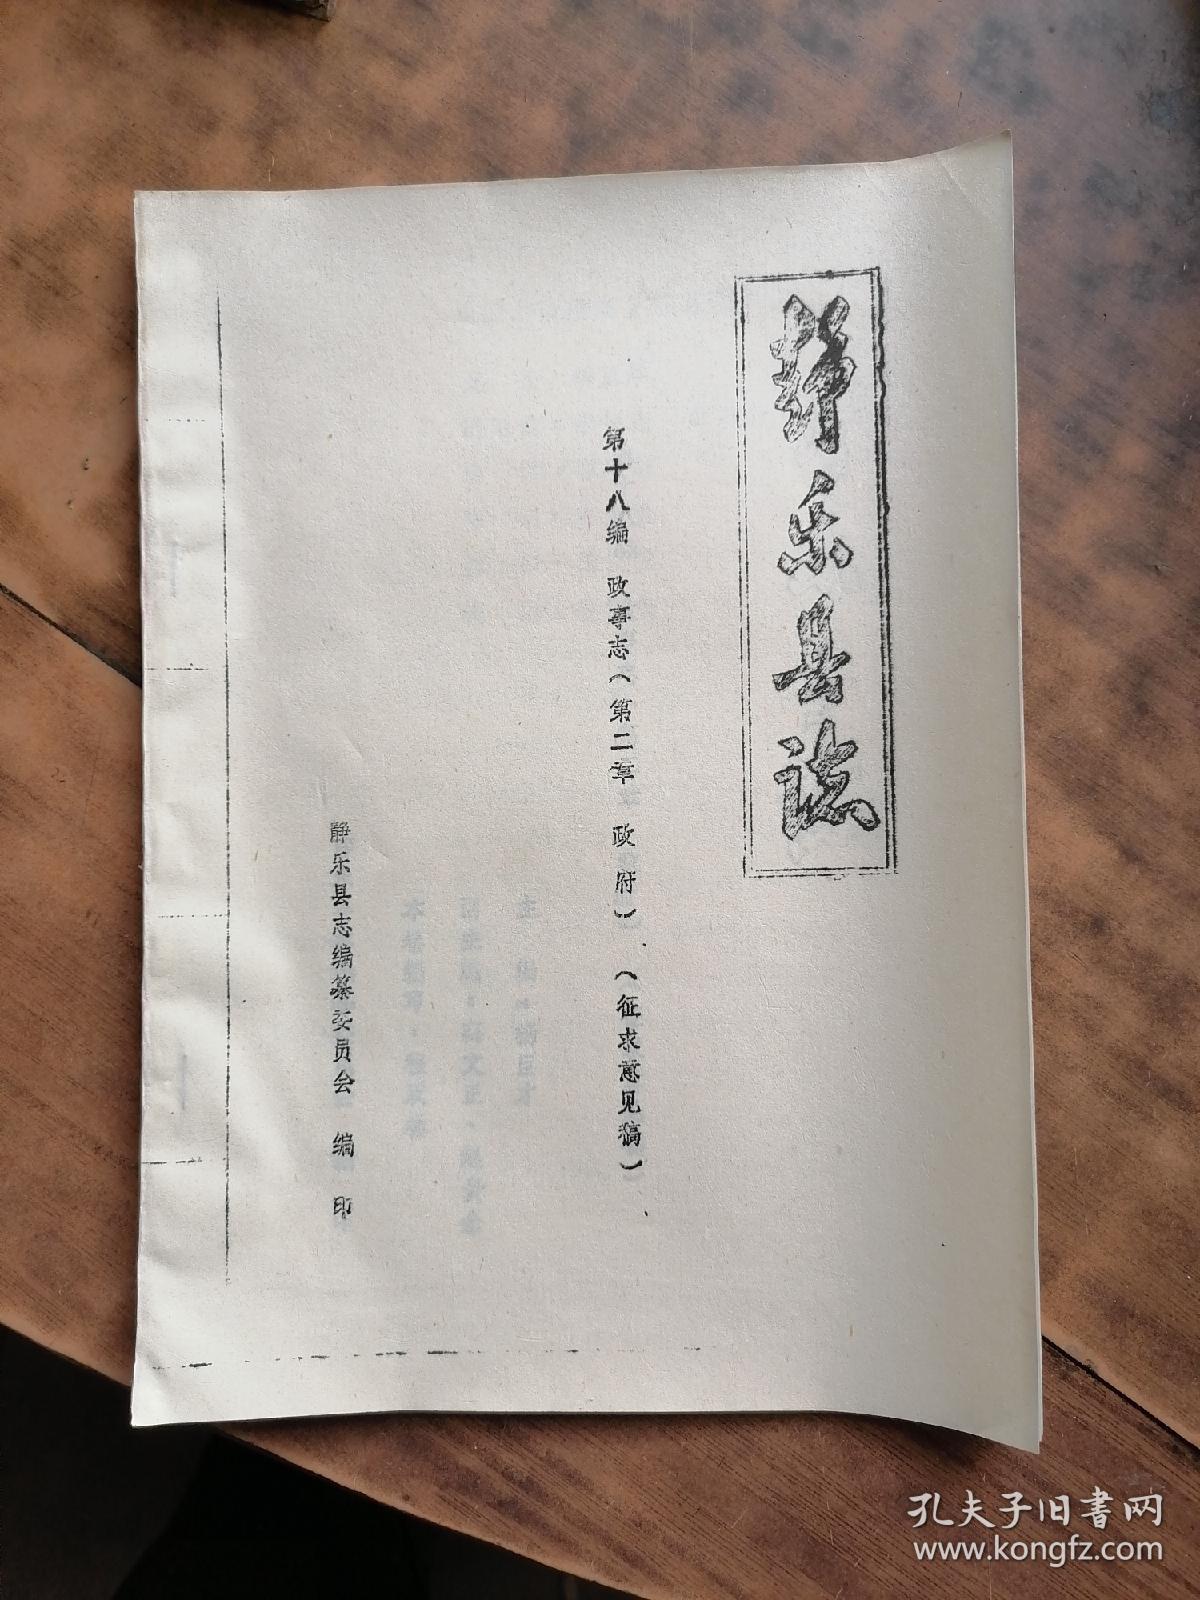 静乐县志
第十八编 政事志（第二章 政府）（征求意见稿）
静乐县志编纂委员会 编 印
孔夫子旧书网
www.kongfz.com